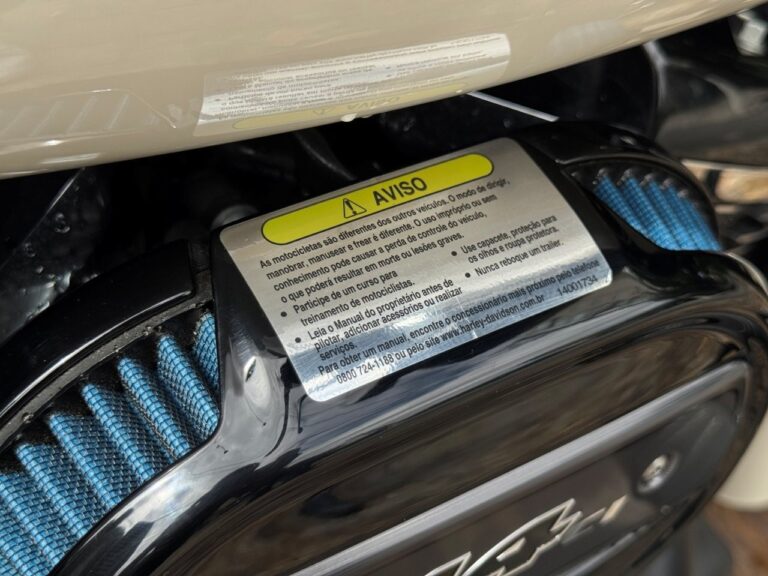 AVISO
As motocicletas são diferentes dos outros veículos. O modo de dirigir,
manobrar, manusear e frear é diferente. O uso impróprio ou sem
conhecimento pode causar a perda de controle do veículo,
o que poderá resultar em morte ou lesões graves.
• Participe de um curso para
treinamento de motociclistas.
• Leia o Manual do proprietário antes de
pilotar, adicionar acessórios ou realizar
serviços.
• Use capacete, proteção para
os olhos e roupa protetora.
• Nunca reboque um trailer.
Para obter um manual, encontre o concessionário mais próximo pelo telefone
0800 724-1188 ou pelo site www.harley-davidson.com.br 14001734